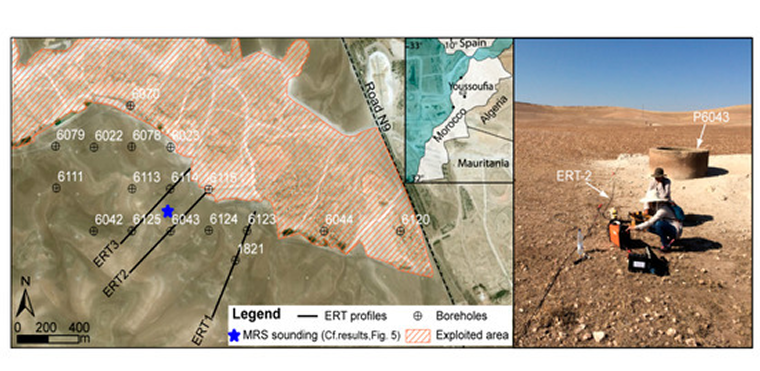 -33°
10° Spain
Youssoufia
Morocco
Algeria
Mauritania
Road N9
6020
6079
6022
6078
6023
6111
6113
6114
6115
6042
6125
6043
6124
6123
6044
6120
1821
ERT3
ERT2
ERT1
N
0 200 400
m
Legend
ERT profiles
Boreholes
MRS sounding (Cf.results,Fig. 5)
Exploited area
P6043
ERT-2